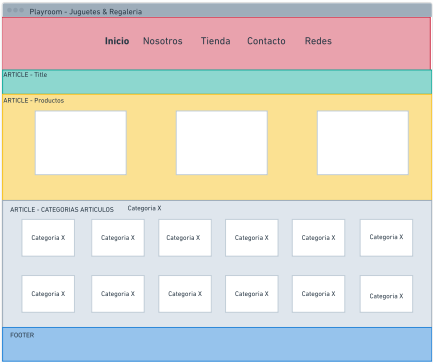 Playroom - Juguetes & Regaleria
Inicio Nosotros Tienda Contacto Redes
ARTICLE - Title
ARTICLE - Productos
ARTICLE - CATEGORIAS ARTICULOS Categoria X
Categoria X Categoria X Categoria X Categoria X Categoria X Categoria X
Categoria X Categoria X Categoria X Categoria X Categoria X Categoria X
FOOTER